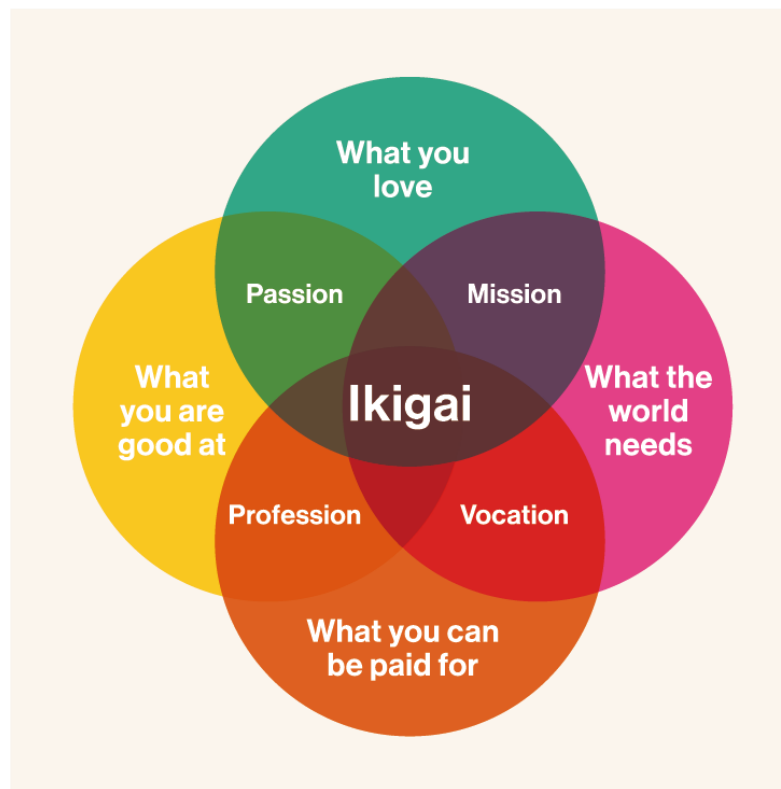 What you
love
Passion
Mission
What
you are
good at
Ikigai
What the
world
needs
Profession
Vocation
What you can
be paid for